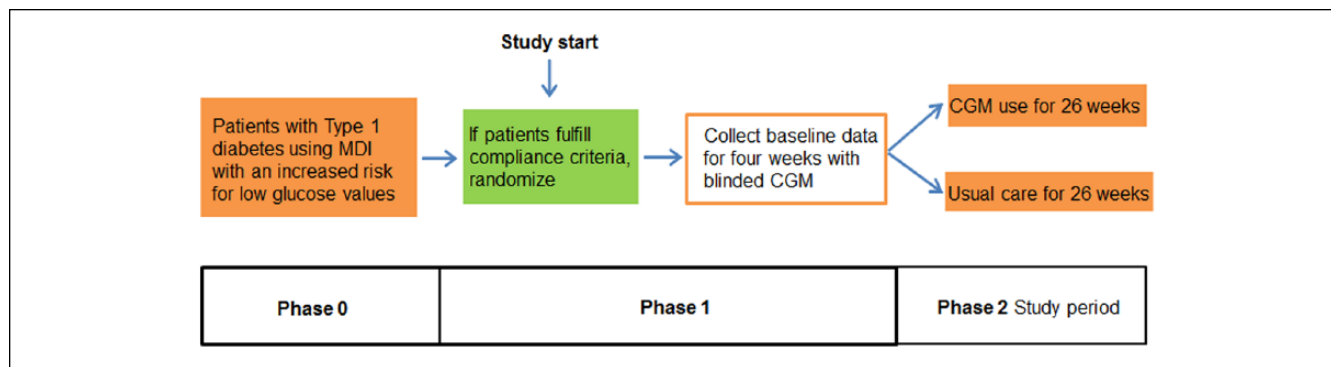 Study start
Patients with Type 1
diabetes using MDI
with an increased risk
for low glucose values
If patients fulfill
compliance criteria,
randomize
Collect baseline data
for four weeks with
blinded CGM
CGM use for 26 weeks
Usual care for 26 weeks
Phase 0
Phase 1
Phase 2 Study period